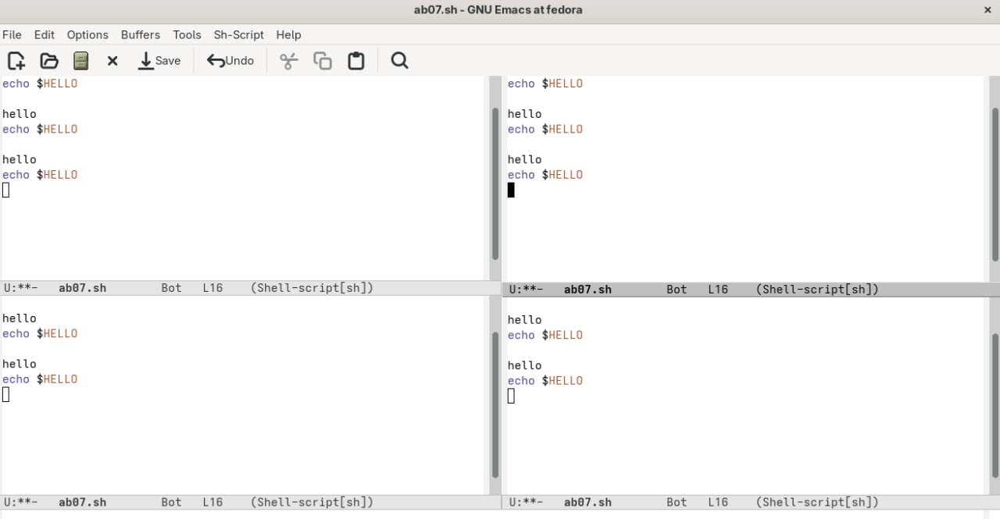 ab07.sh - GNU Emacs at fedora
File Edit Options Buffers Tools Sh-Script Help
Save Undo
echo $HELLO
hello
echo $HELLO
hello
echo $HELLO
U:**- ab07.sh Bot L16 (Shell-script[sh])
echo $HELLO
hello
echo $HELLO
hello
echo $HELLO
U:**- ab07.sh Bot L16 (Shell-script[sh])
hello
echo $HELLO
hello
echo $HELLO
U:**- ab07.sh Bot L16 (Shell-script[sh])
hello
echo $HELLO
hello
echo $HELLO
U:**- ab07.sh Bot L16 (Shell-script[sh])